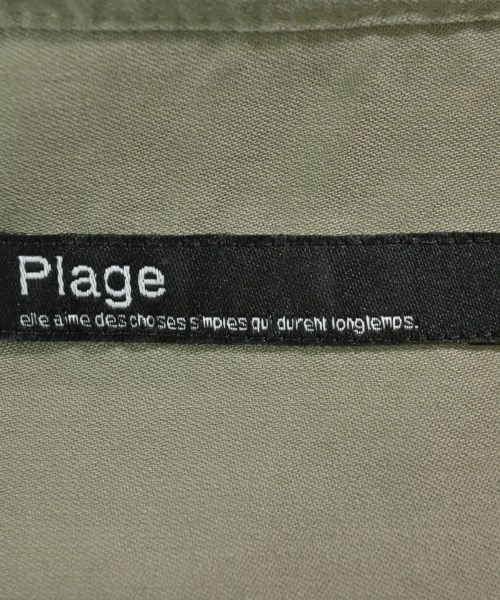 Plage
elle aime des choses simples qui durent longtemps.